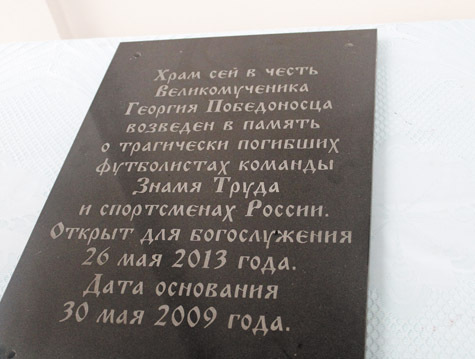 Храм сей в честь
Великомученика
Георгия Победоносца
возведен в память
о трагически погибших
футболистах команды
Знамя Труда
и спортсменах России.
Открыт для богослужения
26 мая 2013 года.
Дата основания
30 мая 2009 года.